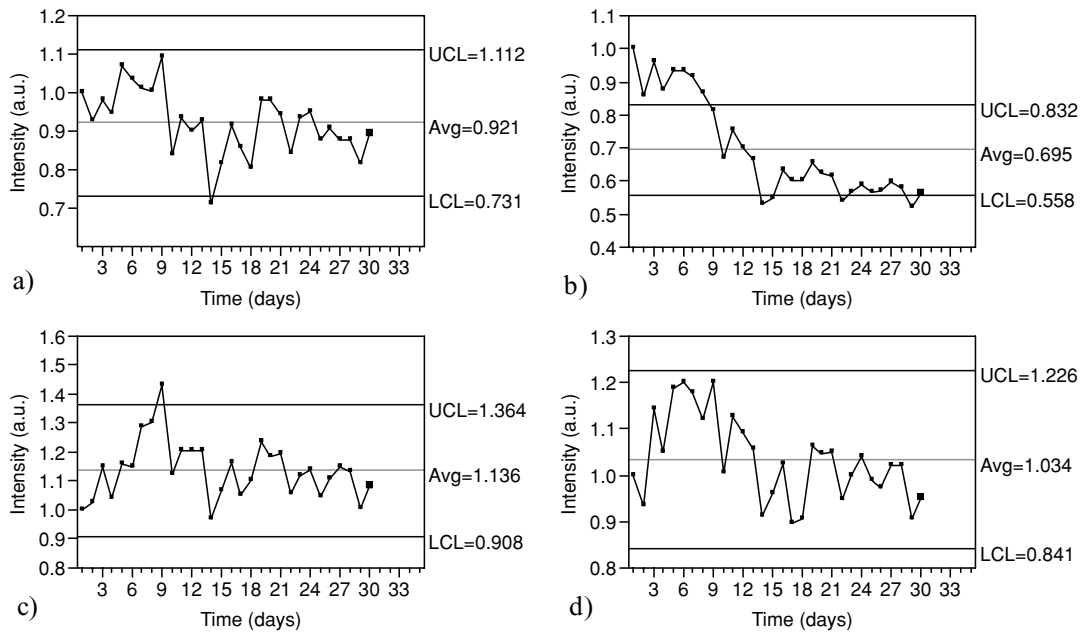 1.2
1.1
1.0
0.9
0.8
0.7
Intensity (a.u.)
UCL=1.112
Avg=0.921
LCL=0.731
3 6 9 12 15 18 21 24 27 30 33
Time (days)
a)
1.1
1.0
0.9
0.8
0.7
0.6
0.5
0.4
Intensity (a.u.)
UCL=0.832
Avg=0.695
LCL=0.558
3 6 9 12 15 18 21 24 27 30 33
Time (days)
b)
1.6
1.5
1.4
1.3
1.2
1.1
1.0
0.9
0.8
Intensity (a.u.)
UCL=1.364
Avg=1.136
LCL=0.908
3 6 9 12 15 18 21 24 27 30 33
Time (days)
c)
1.3
1.2
1.1
1.0
0.9
0.8
Intensity (a.u.)
UCL=1.226
Avg=1.034
LCL=0.841
3 6 9 12 15 18 21 24 27 30 33
Time (days)
d)